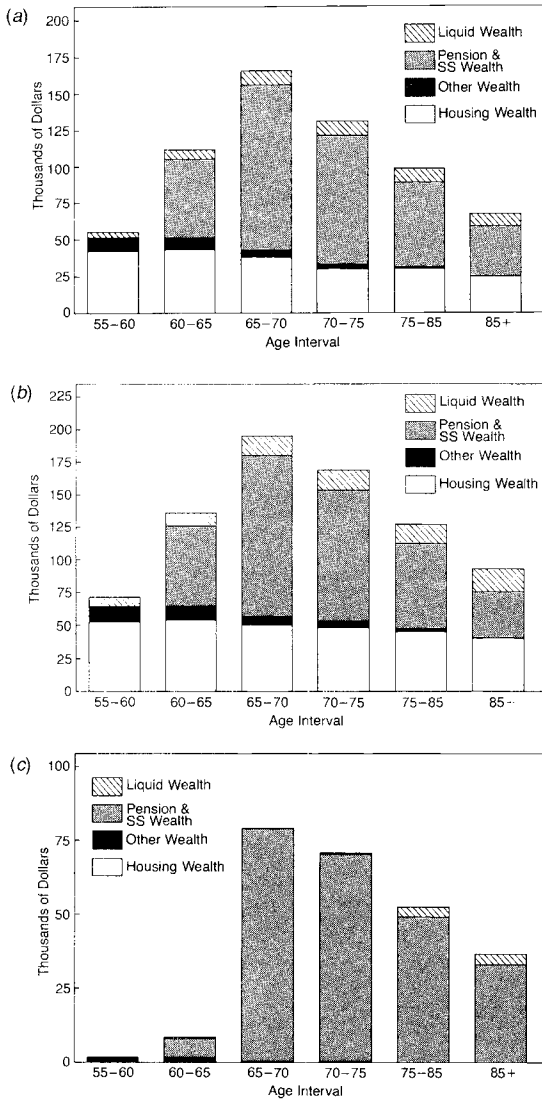 (a)
200
175
150
125
100
75
50
25
0
Thousands of Dollars
Liquid Wealth
Pension &
SS Wealth
Other Wealth
Housing Wealth
55–60 60–65 65–70 70–75 75–85 85+
Age Interval
(b)
225
200
175
150
125
100
75
50
25
0
Thousands of Dollars
Liquid Wealth
Pension &
SS Wealth
Other Wealth
Housing Wealth
55–60 60–65 65–70 70–75 75–85 85–
Age Interval
(c)
100
75
50
25
0
Thousands of Dollars
Liquid Wealth
Pension &
SS Wealth
Other Wealth
Housing Wealth
55–60 60–65 65–70 70–75 75–85 85+
Age Interval